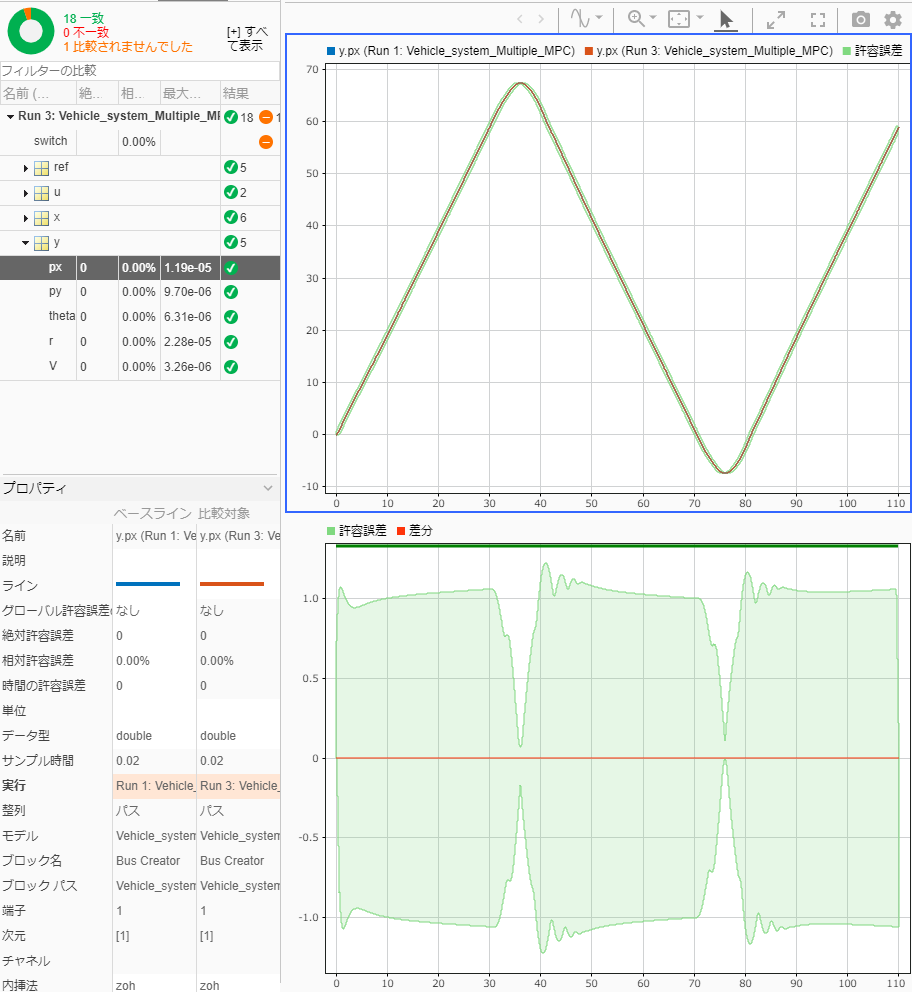 18 一致
0 不一致
1 比較されませんでした
[+] すべ
て表示
フィルターの比較
名前 (... 絶... 相... 最大... 結果
Run 3: Vehicle_system_Multiple_MP 18 1
switch 0.00%
ref 5
u 2
x 6
y 5
px 0 0.00% 1.19e-05
py 0 0.00% 9.70e-06
theta 0 0.00% 6.31e-06
r 0 0.00% 2.28e-05
V 0 0.00% 3.26e-06
プロパティ
ベースライン 比較対象
名前 y.px (Run 1: Ve y.px (Run 3: Ve
説明
ライン
グローバル許容誤差 なし なし
絶対許容誤差 0 0
相対許容誤差 0.00% 0.00%
時間の許容誤差 0 0
単位
データ型 double double
サンプル時間 0.02 0.02
実行 Run 1: Vehicle_ Run 3: Vehicle_
整列 パス パス
モデル Vehicle_system Vehicle_system
ブロック名 Bus Creator Bus Creator
ブロック パス Vehicle_system Vehicle_system
端子 1 1
次元 [1] [1]
チャネル
内挿法 zoh zoh
y.px (Run 1: Vehicle_system_Multiple_MPC) y.px (Run 3: Vehicle_system_Multiple_MPC) 許容誤差
70
60
50
40
30
20
10
0
-10
0 10 20 30 40 50 60 70 80 90 100 110
許容誤差 差分
1.0
0.5
0
-0.5
-1.0
0 10 20 30 40 50 60 70 80 90 100 110